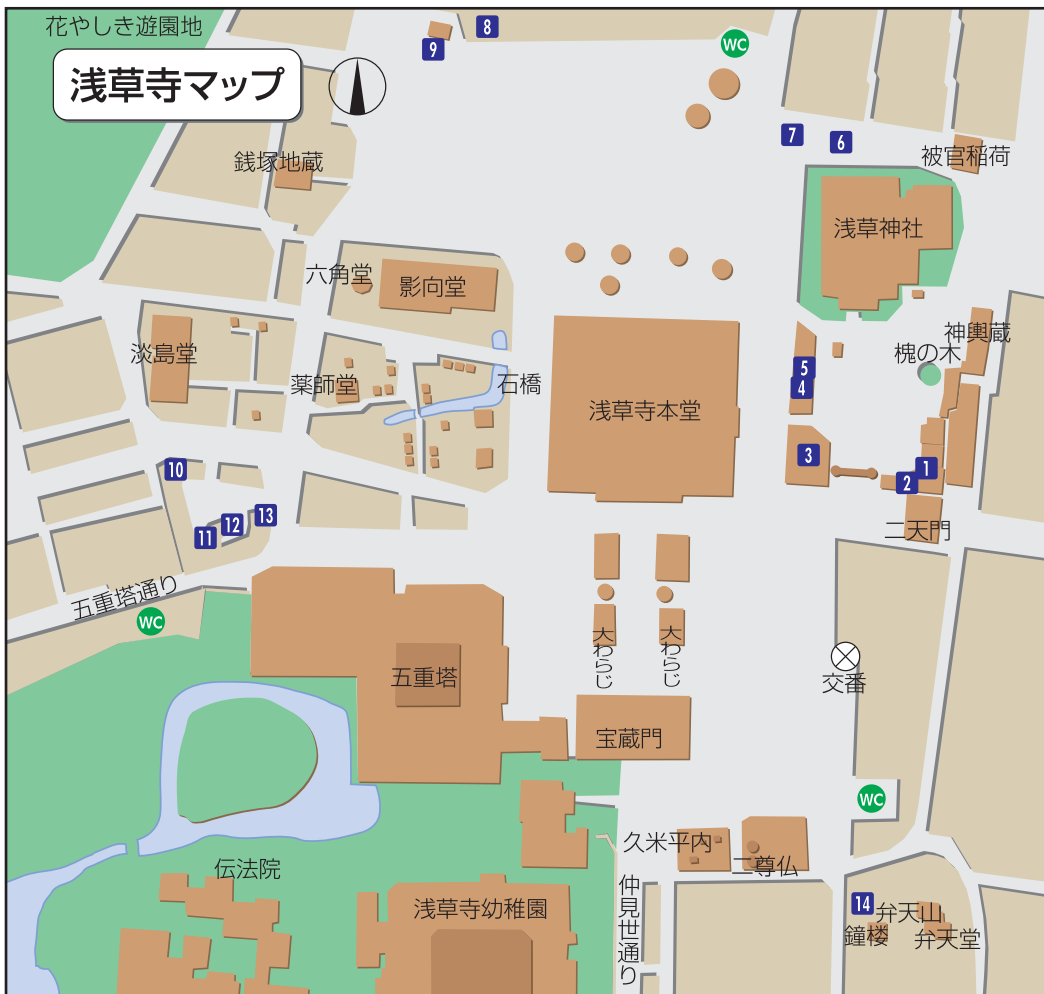 花やしき遊園地
浅草寺マップ
8
9
WC
7
6
被官稲荷
銭塚地蔵
浅草神社
六角堂
影向堂
神輿蔵
槐の木
淡島堂
薬師堂
石橋
5
4
浅草寺本堂
3
1
2
10
二天門
13
12
11
五重塔通り
WC
大わらじ
大わらじ
五重塔
交番
宝蔵門
WC
久米平内
二尊仏
伝法院
仲見世通り
浅草寺幼稚園
14
弁天山
鐘楼
弁天堂